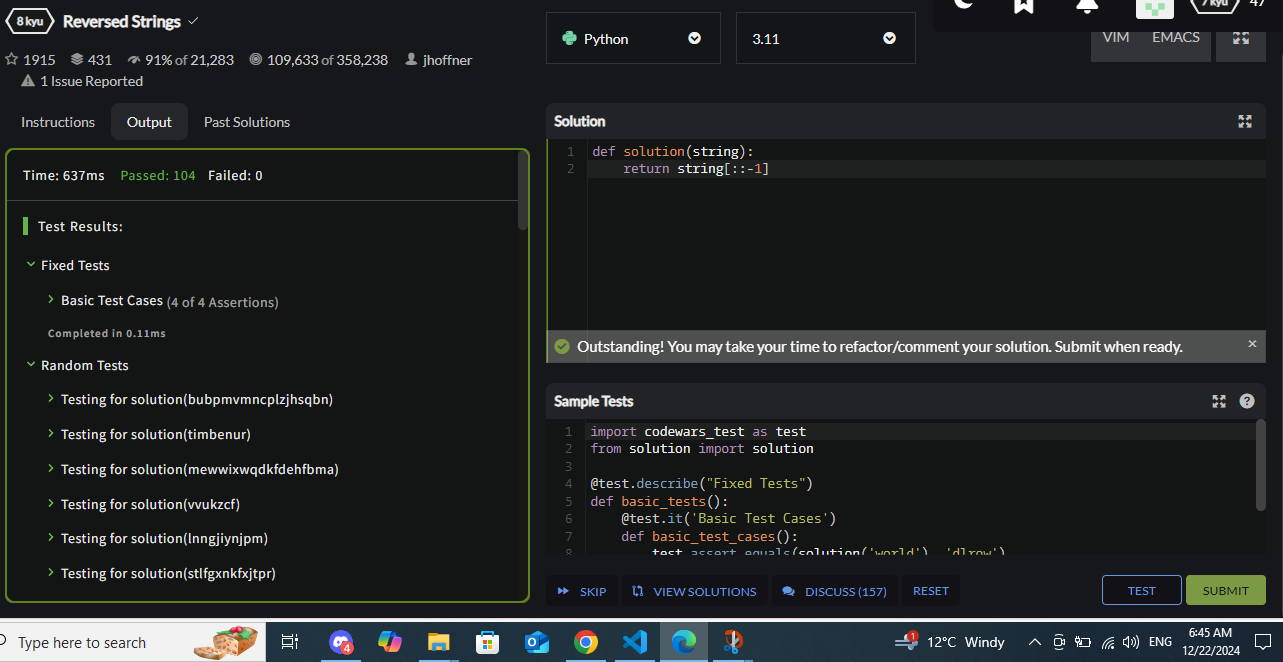 8 kyu Reversed Strings
1915 431 91% of 21,283 109,633 of 358,238 jhoffner
1 Issue Reported
Instructions Output Past Solutions
Time: 637ms Passed: 104 Failed: 0
Test Results:
Fixed Tests
Basic Test Cases (4 of 4 Assertions)
Completed in 0.11ms
Random Tests
Testing for solution(bubpmvmncplzjhsqbn)
Testing for solution(timbenur)
Testing for solution(mewwixwqdkfdehfbma)
Testing for solution(vvukzcf)
Testing for solution(lnngjiynjpm)
Testing for solution(stlfgxnkfxjtpr)
7 kyu 47
Python 3.11 VIM EMACS
Solution
1 def solution(string):
2 return string[::-1]
Outstanding! You may take your time to refactor/comment your solution. Submit when ready.
Sample Tests
1 import codewars_test as test
2 from solution import solution
3
4 @test.describe("Fixed Tests")
5 def basic_tests():
6 @test.it('Basic Test Cases')
7 def basic_test_cases():
8 test.assert_equals(solution('world'), 'dlrow')
SKIP VIEW SOLUTIONS DISCUSS (157) RESET TEST SUBMIT
Type here to search 4 1 12°C Windy ENG 6:45 AM
12/22/2024